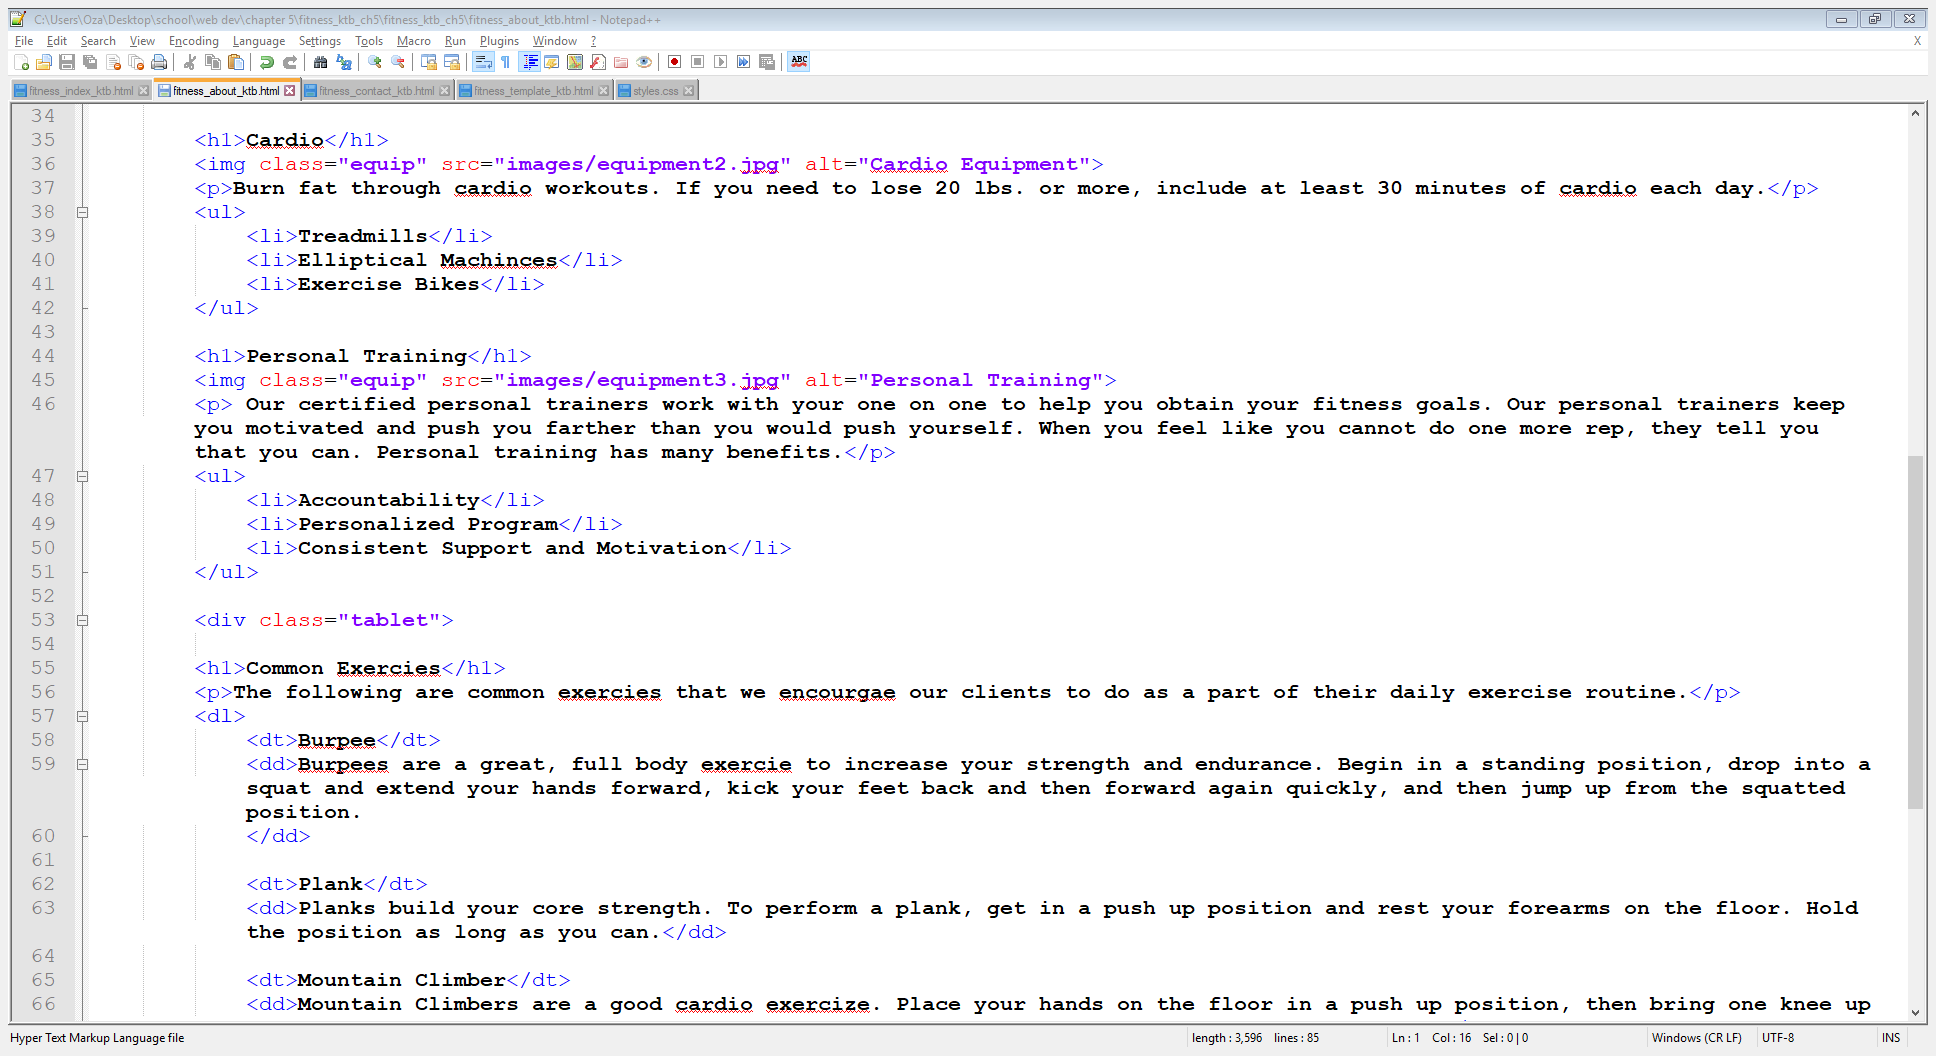 C:\Users\Oza\Desktop\school\web dev\chapter 5\fitness_ktb_ch5\fitness_ktb_ch5\fitness_about_ktb.html - Notepad++
File Edit Search View Encoding Language Settings Tools Macro Run Plugins Window ? X
ABC
fitness_index_ktb.html fitness_about_ktb.html fitness_contact_ktb.html fitness_template_ktb.html styles.css
34
35 <h1>Cardio</h1>
36 <img class="equip" src="images/equipment2.jpg" alt="Cardio Equipment">
37 <p>Burn fat through cardio workouts. If you need to lose 20 lbs. or more, include at least 30 minutes of cardio each day.</p>
38 <ul>
39 <li>Treadmills</li>
40 <li>Elliptical Machinces</li>
41 <li>Exercise Bikes</li>
42 </ul>
43
44 <h1>Personal Training</h1>
45 <img class="equip" src="images/equipment3.jpg" alt="Personal Training">
46 <p> Our certified personal trainers work with your one on one to help you obtain your fitness goals. Our personal trainers keep
you motivated and push you farther than you would push yourself. When you feel like you cannot do one more rep, they tell you
that you can. Personal training has many benefits.</p>
47 <ul>
48 <li>Accountability</li>
49 <li>Personalized Program</li>
50 <li>Consistent Support and Motivation</li>
51 </ul>
52
53 <div class="tablet">
54
55 <h1>Common Exercies</h1>
56 <p>The following are common exercies that we encourgae our clients to do as a part of their daily exercise routine.</p>
57 <dl>
58 <dt>Burpee</dt>
59 <dd>Burpees are a great, full body exercie to increase your strength and endurance. Begin in a standing position, drop into a
squat and extend your hands forward, kick your feet back and then forward again quickly, and then jump up from the squatted
position.
60 </dd>
61
62 <dt>Plank</dt>
63 <dd>Planks build your core strength. To perform a plank, get in a push up position and rest your forearms on the floor. Hold
the position as long as you can.</dd>
64
65 <dt>Mountain Climber</dt>
66 <dd>Mountain Climbers are a good cardio exercize. Place your hands on the floor in a push up position, then bring one knee up
Hyper Text Markup Language file length : 3,596 lines : 85 Ln : 1 Col : 16 Sel : 0 | 0 Windows (CR LF) UTF-8 INS